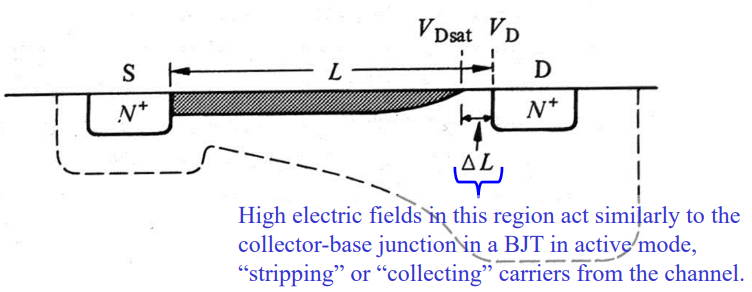 V_Dsat V_D
S L D
N⁺ N⁺
ΔL
High electric fields in this region act similarly to the
collector-base junction in a BJT in active mode,
“stripping” or “collecting” carriers from the channel.